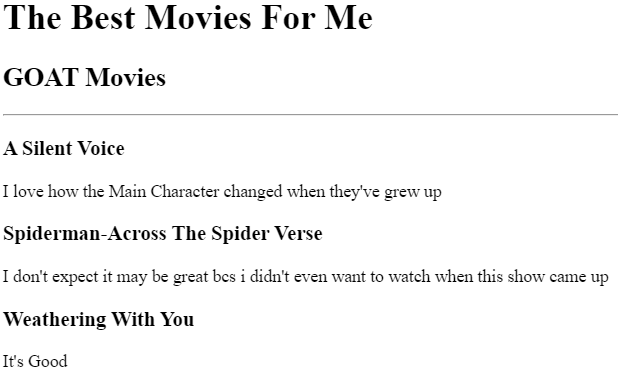 The Best Movies For Me
GOAT Movies
A Silent Voice
I love how the Main Character changed when they've grew up
Spiderman-Across The Spider Verse
I don't expect it may be great bcs i didn't even want to watch when this show came up
Weathering With You
It's Good